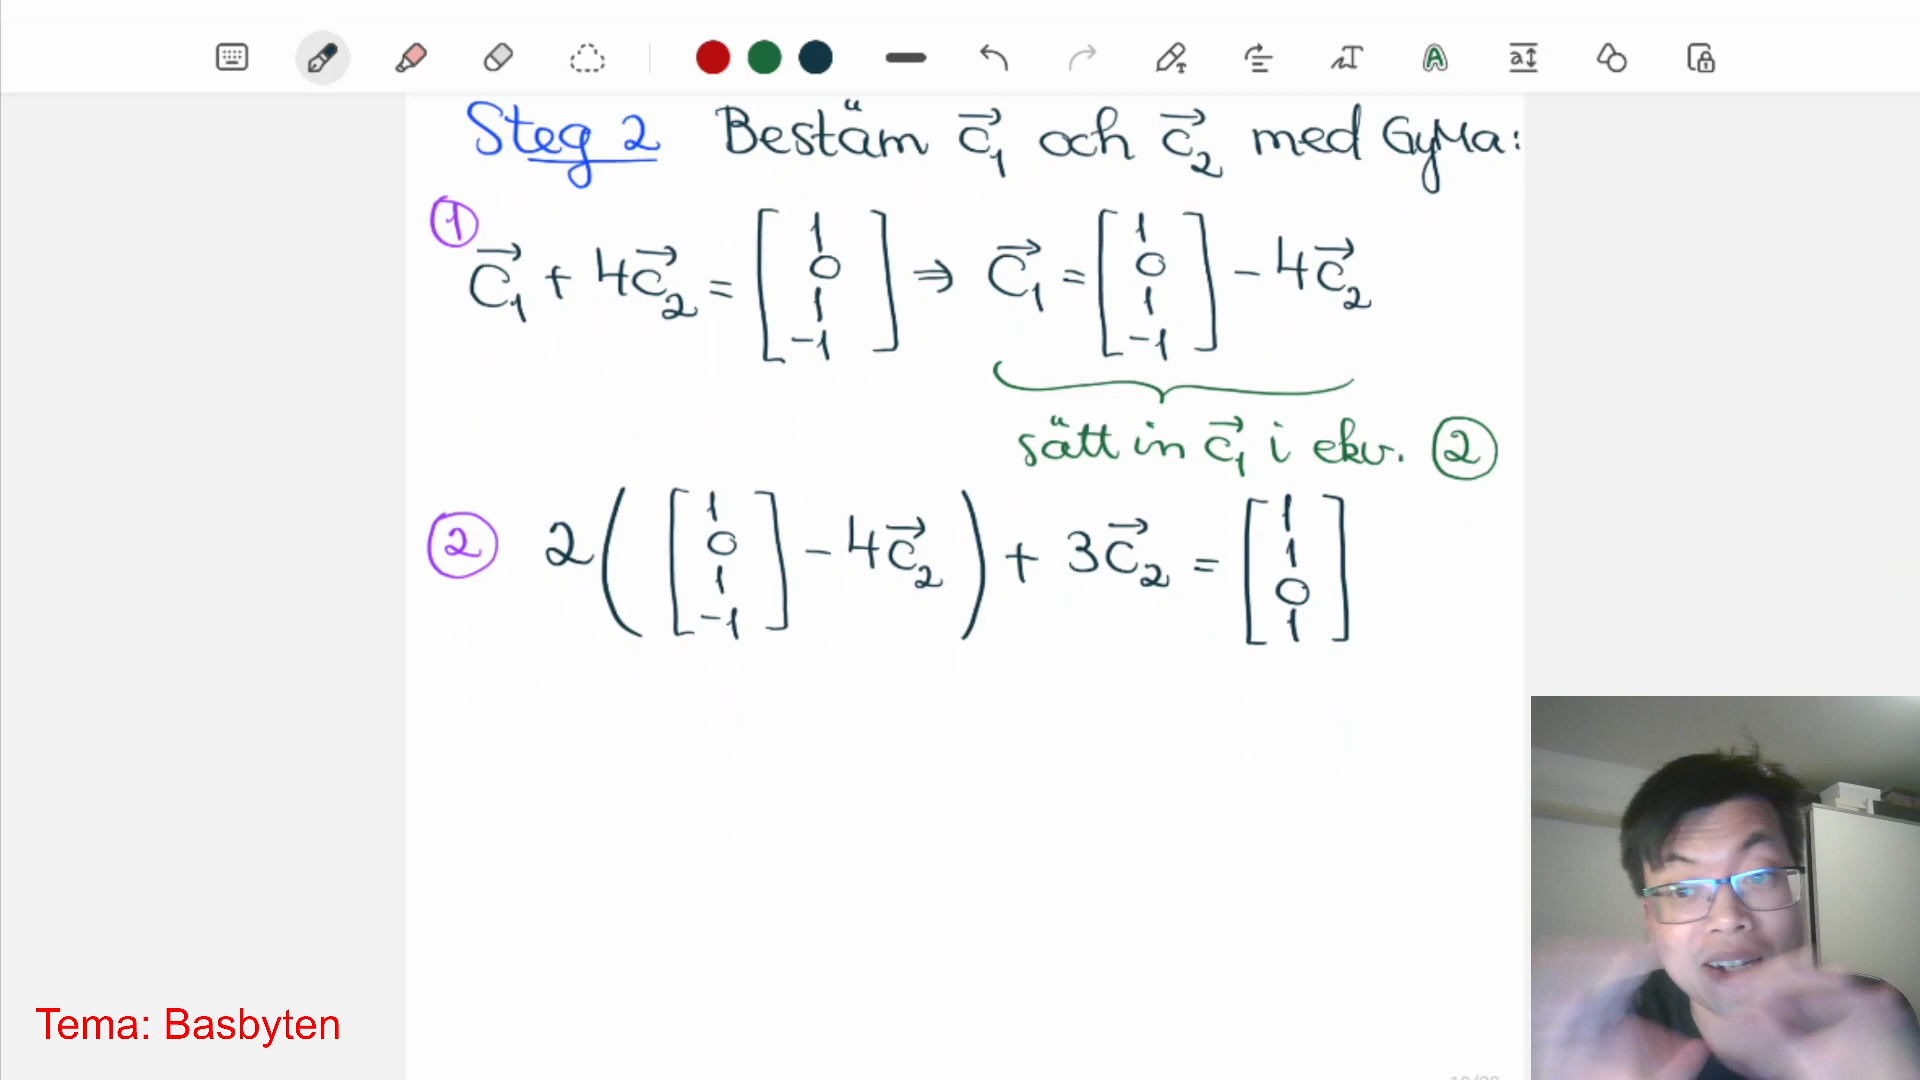 Steg 2 Bestäm c⃗₁ och c⃗₂ med GyMa:
① c⃗₁ + 4c⃗₂ = [1 0 1 -1] ⇒ c⃗₁ = [1 0 1 -1] - 4c⃗₂
sätt in c⃗₁ i ekv. ②
② 2([1 0 1 -1] - 4c⃗₂) + 3c⃗₂ = [1 1 0 1]
Tema: Basbyten